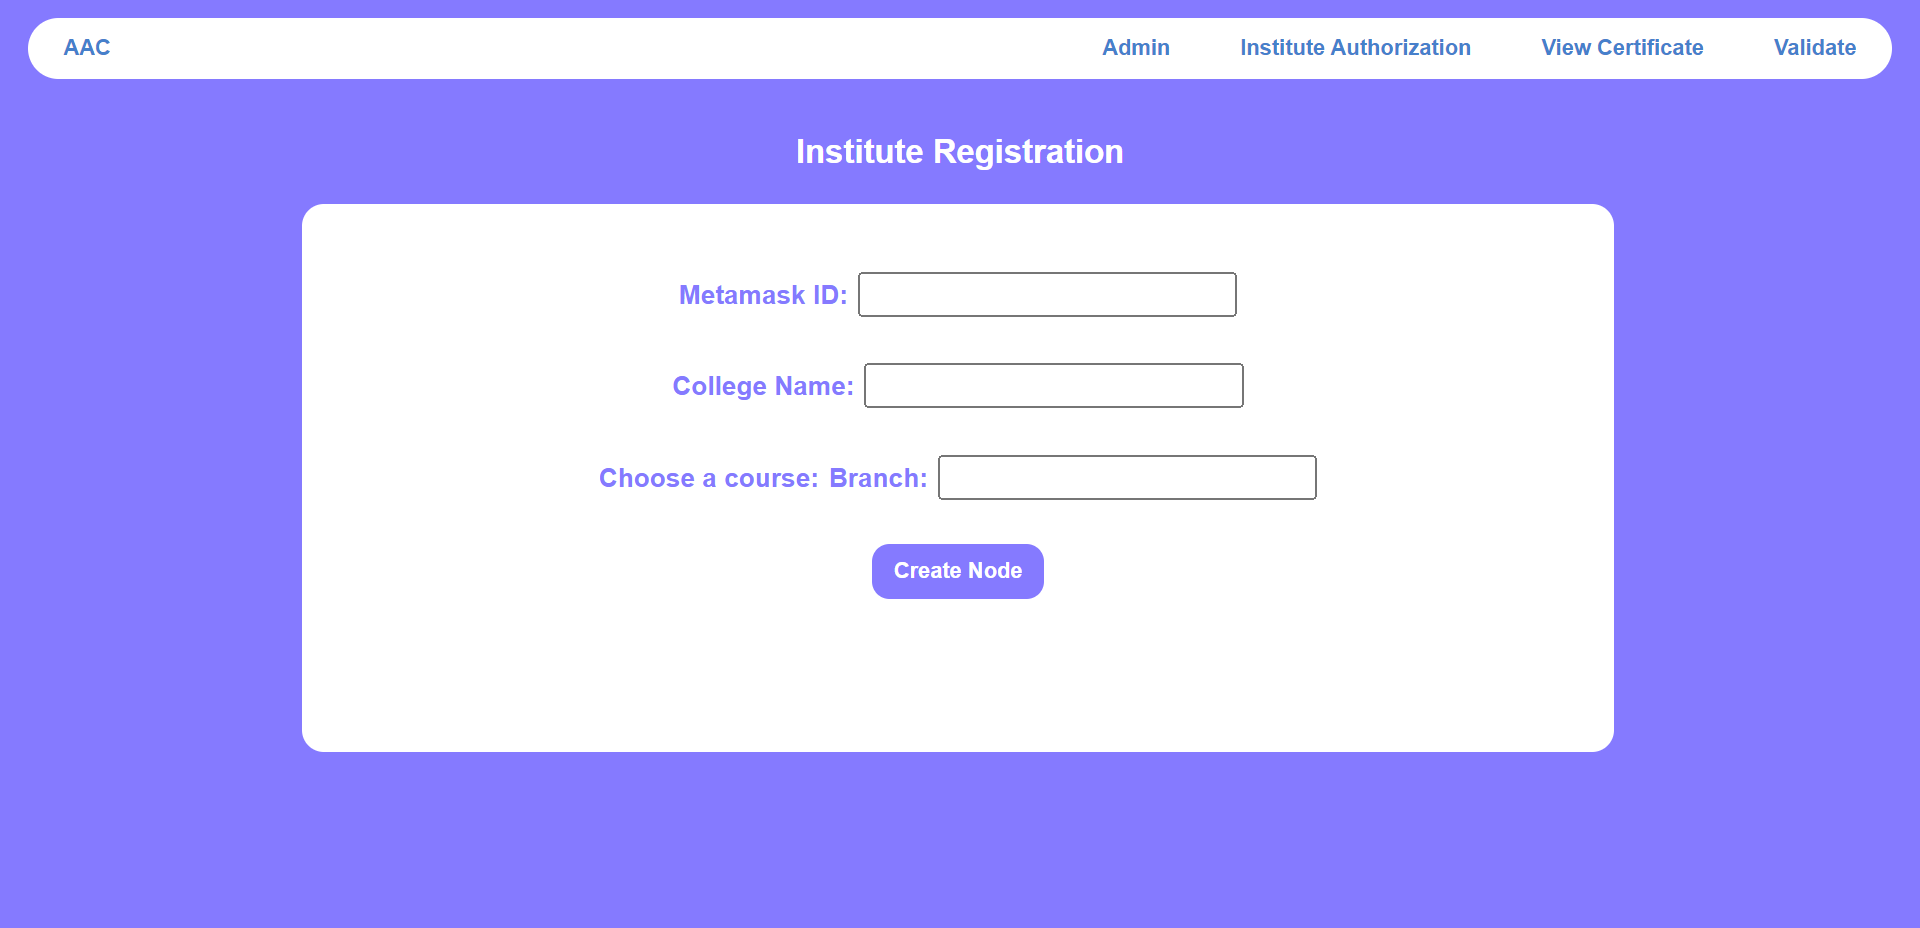 AAC Admin Institute Authorization View Certificate Validate
Institute Registration
Metamask ID:
College Name:
Choose a course: Branch:
Create Node